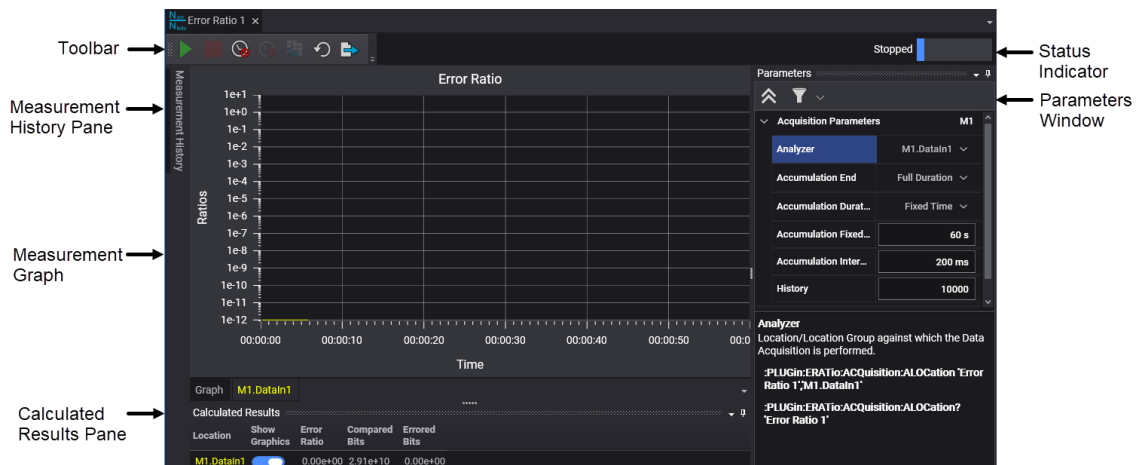 N err
N bits
Error Ratio 1 ×
Toolbar
Stopped
Status
Indicator
Measurement
History Pane
Measurement History
Error Ratio
1e+1
1e+0
1e-1
1e-2
1e-3
1e-4
1e-5
1e-6
1e-7
1e-8
1e-9
1e-10
1e-11
1e-12
Ratios
00:00:00 00:00:10 00:00:20 00:00:30 00:00:40 00:00:50 00:0
Time
Measurement
Graph
Parameters
Parameters
Window
Acquisition Parameters M1
Analyzer M1.DataIn1
Accumulation End Full Duration
Accumulation Durat... Fixed Time
Accumulation Fixed... 60 s
Accumulation Inter... 200 ms
History 10000
Analyzer
Location/Location Group against which the Data
Acquisition is performed.
:PLUGin:ERATio:ACQuisition:ALOCation 'Error
Ratio 1','M1.DataIn1'
:PLUGin:ERATio:ACQuisition:ALOCation?
'Error Ratio 1'
Graph M1.DataIn1
Calculated
Results Pane
Calculated Results
Location Show Graphics Error Ratio Compared Bits Errored Bits
M1.DataIn1 0.00e+00 2.91e+10 0.00e+00